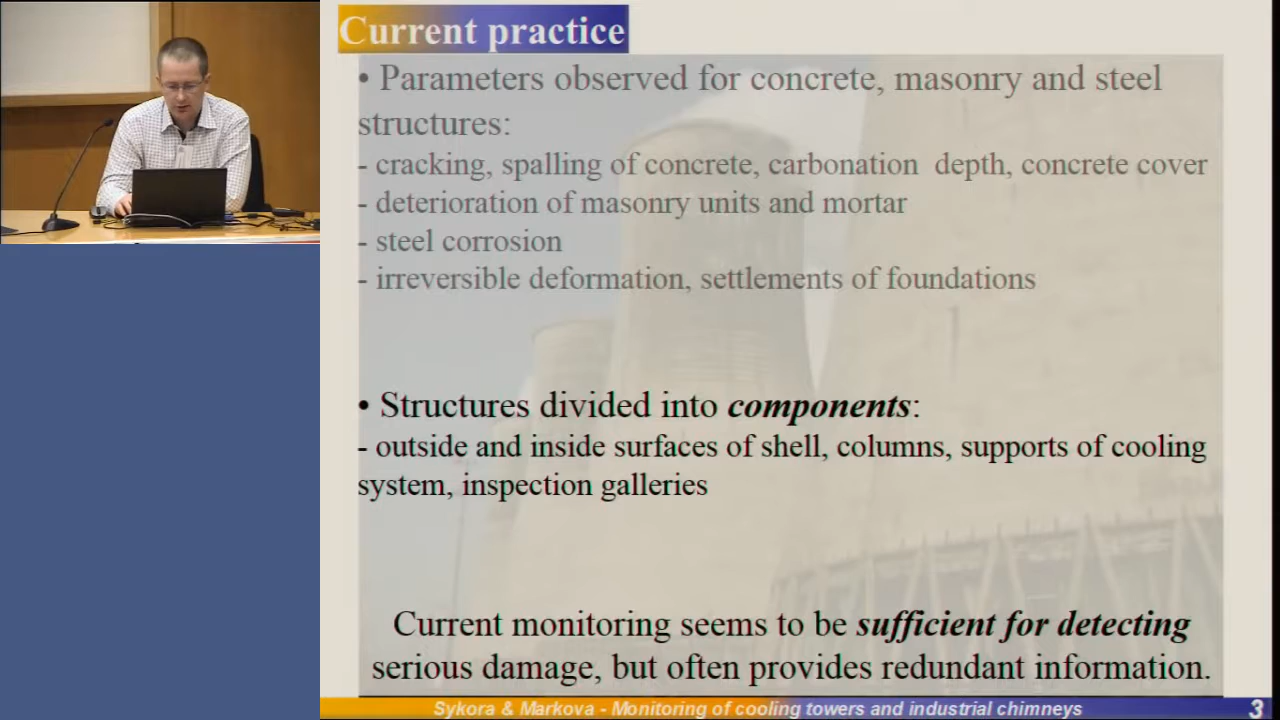 Current practice
• Parameters observed for concrete, masonry and steel
structures:
- cracking, spalling of concrete, carbonation depth, concrete cover
- deterioration of masonry units and mortar
- steel corrosion
- irreversible deformation, settlements of foundations
• Structures divided into components:
- outside and inside surfaces of shell, columns, supports of cooling
system, inspection galleries
Current monitoring seems to be sufficient for detecting
serious damage, but often provides redundant information.
Sykora & Markova - Monitoring of cooling towers and industrial chimneys 3